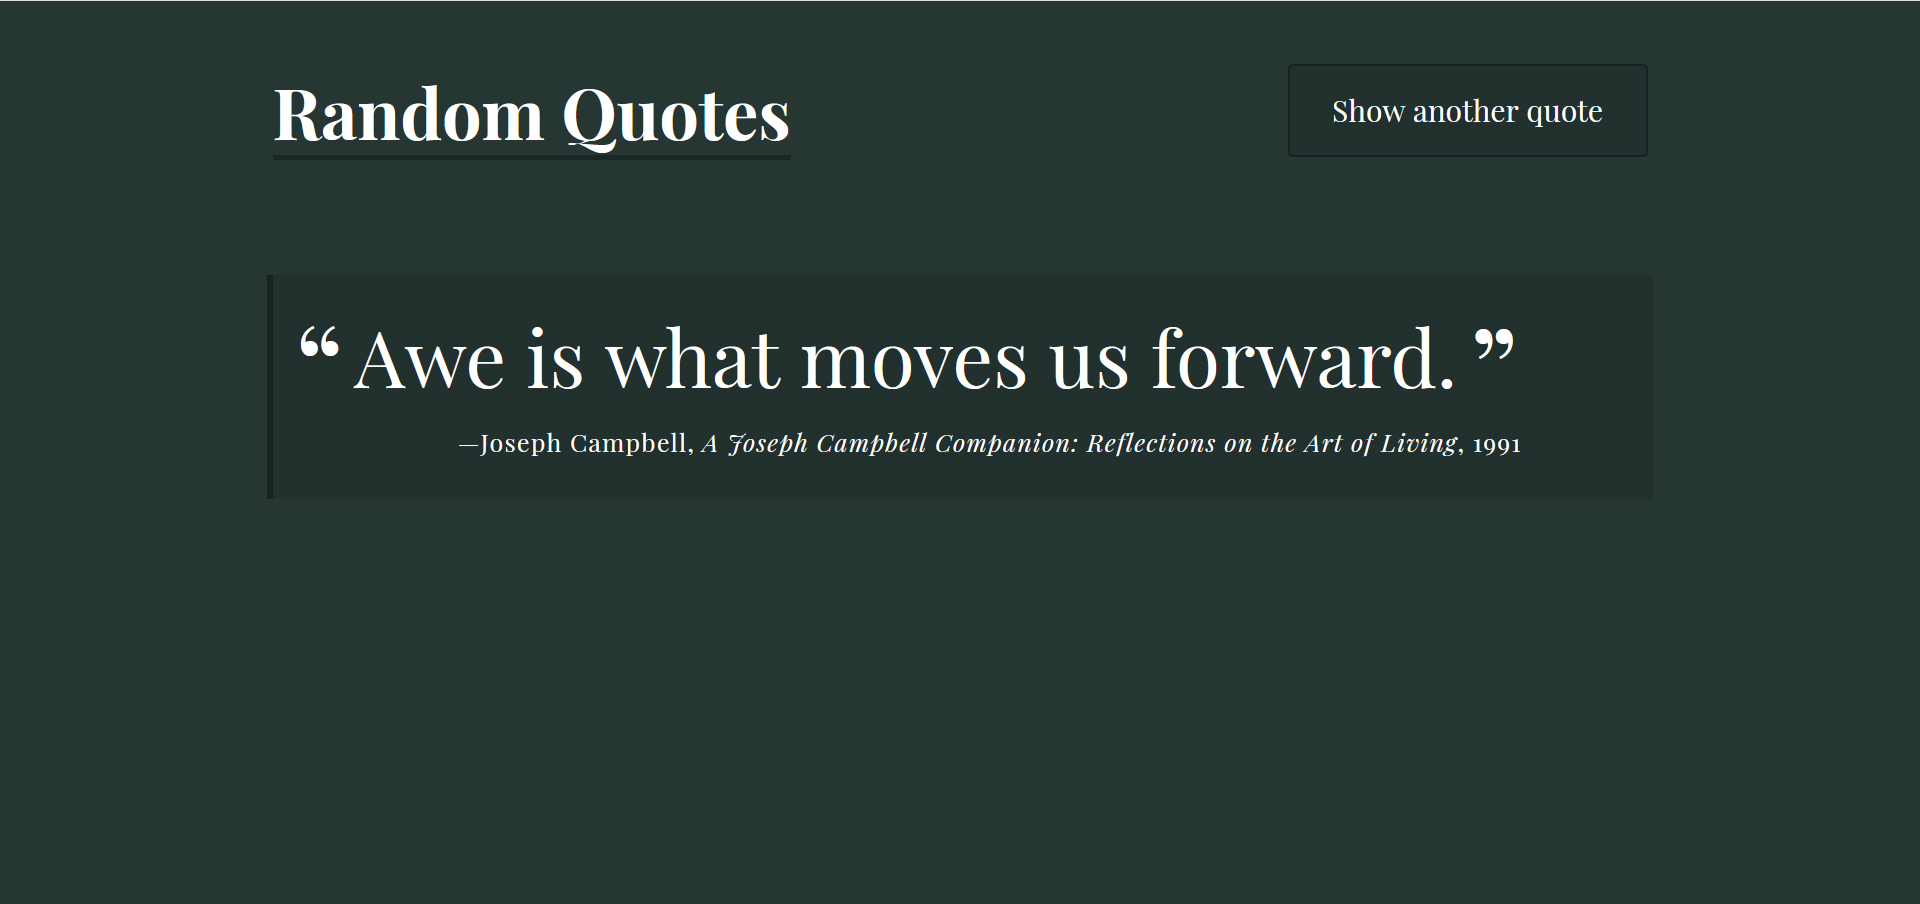 Random Quotes
Show another quote
“ Awe is what moves us forward. ”
—Joseph Campbell, A Joseph Campbell Companion: Reflections on the Art of Living, 1991